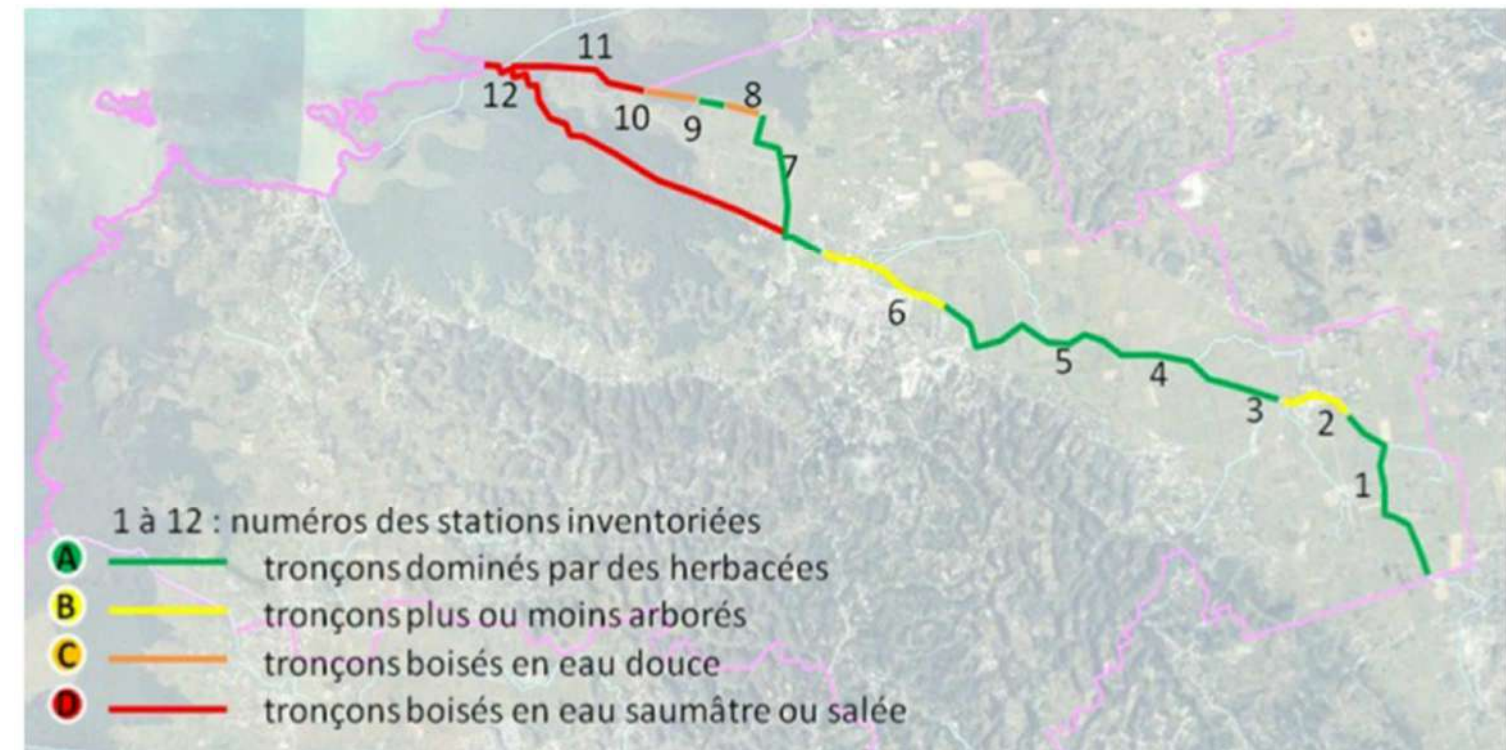 11
12
8
10
9
7
6
5
4
3
2
1
1 à 12 : numéros des stations inventoriées
A tronçons dominés par des herbacées
B tronçons plus ou moins arborés
C tronçons boisés en eau douce
D tronçons boisés en eau saumâtre ou salée